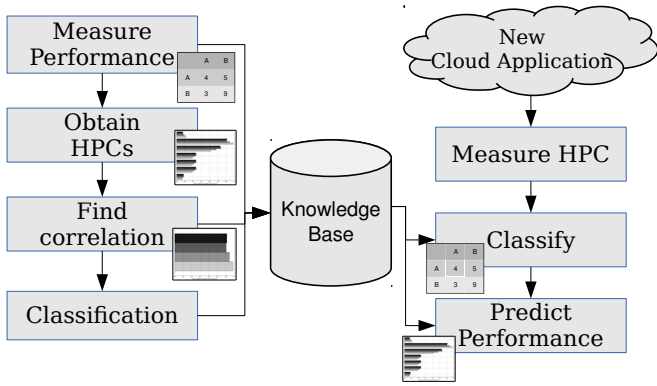 Measure
Performance
A B
A 4 5
B 3 9
Obtain
HPCs
Find
correlation
Classification
Knowledge
Base
New
Cloud Application
Measure HPC
Classify
A B
A 4 5
B 3 9
Predict
Performance